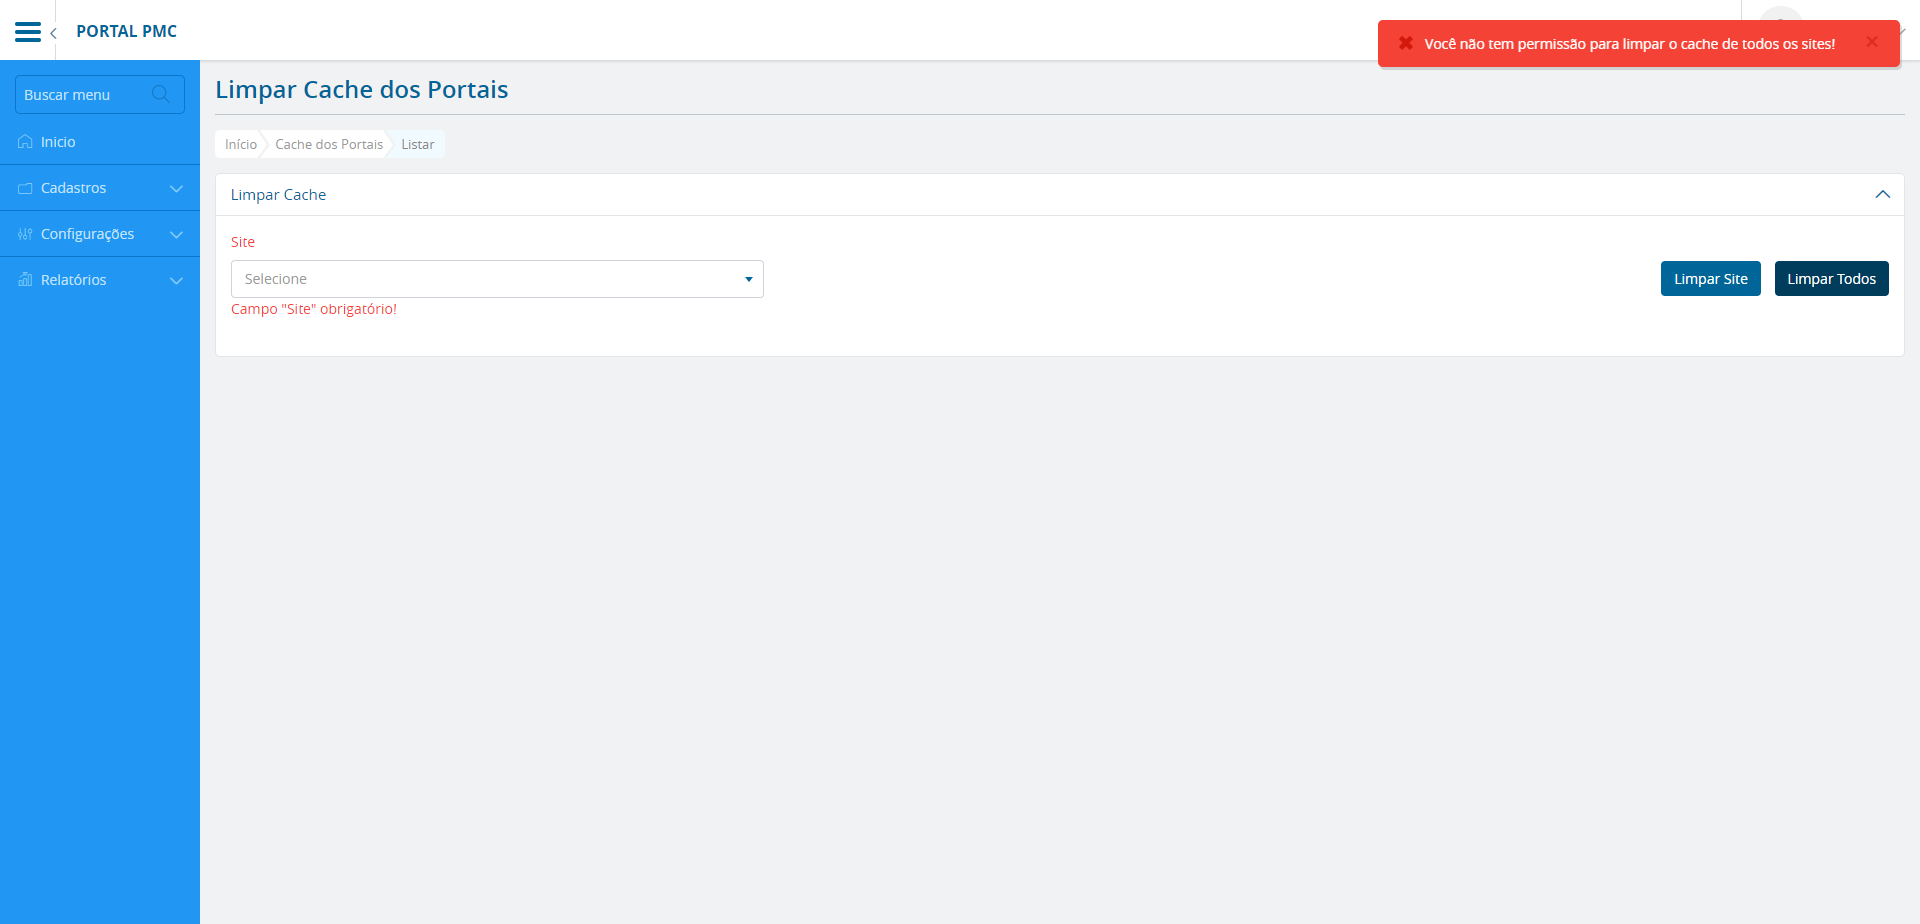 PORTAL PMC
Você não tem permissão para limpar o cache de todos os sites!
Buscar menu
Inicio
Cadastros
Configurações
Relatórios
Limpar Cache dos Portais
Início
Cache dos Portais
Listar
Limpar Cache
Site
Selecione
Limpar Site
Limpar Todos
Campo "Site" obrigatório!